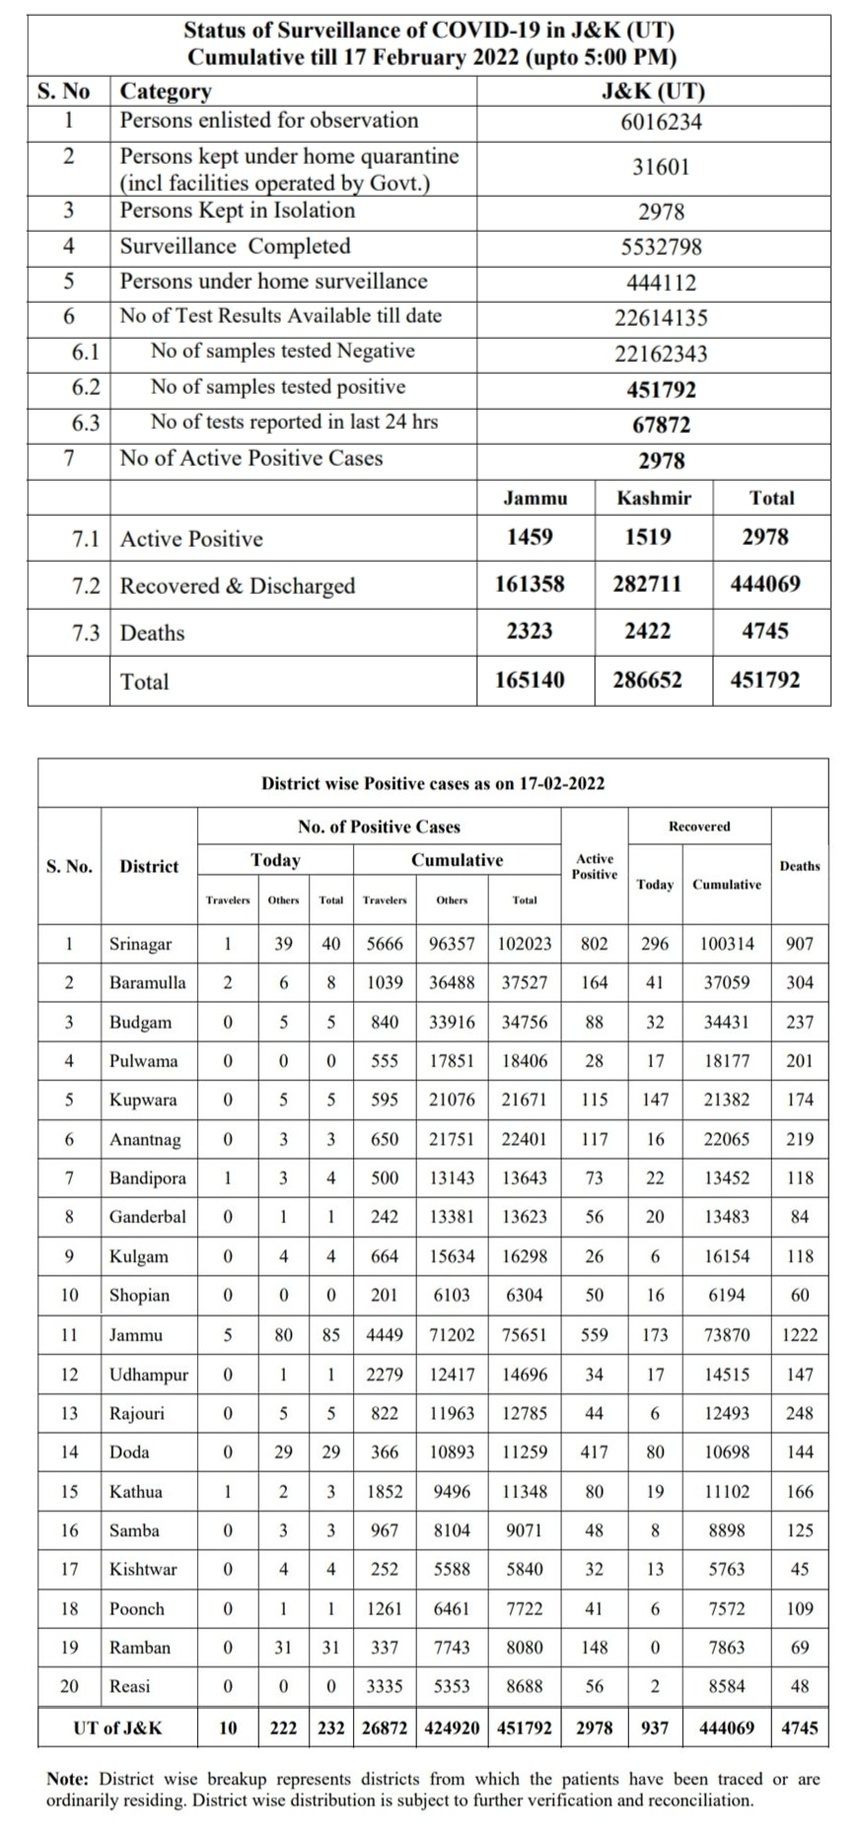 Status of Surveillance of COVID-19 in J&K (UT)
Cumulative till 17 February 2022 (upto 5:00 PM)
S. No Category J&K (UT)
1 Persons enlisted for observation 6016234
2 Persons kept under home quarantine (incl facilities operated by Govt.) 31601
3 Persons Kept in Isolation 2978
4 Surveillance Completed 5532798
5 Persons under home surveillance 444112
6 No of Test Results Available till date 22614135
6.1 No of samples tested Negative 22162343
6.2 No of samples tested positive 451792
6.3 No of tests reported in last 24 hrs 67872
7 No of Active Positive Cases 2978
Jammu Kashmir Total
7.1 Active Positive 1459 1519 2978
7.2 Recovered & Discharged 161358 282711 444069
7.3 Deaths 2323 2422 4745
Total 165140 286652 451792
District wise Positive cases as on 17-02-2022
S. No. District No. of Positive Cases Active Positive Recovered Deaths
Today Cumulative Today Cumulative
Travelers Others Total Travelers Others Total
1 Srinagar 1 39 40 5666 96357 102023 802 296 100314 907
2 Baramulla 2 6 8 1039 36488 37527 164 41 37059 304
3 Budgam 0 5 5 840 33916 34756 88 32 34431 237
4 Pulwama 0 0 0 555 17851 18406 28 17 18177 201
5 Kupwara 0 5 5 595 21076 21671 115 147 21382 174
6 Anantnag 0 3 3 650 21751 22401 117 16 22065 219
7 Bandipora 1 3 4 500 13143 13643 73 22 13452 118
8 Ganderbal 0 1 1 242 13381 13623 56 20 13483 84
9 Kulgam 0 4 4 664 15634 16298 26 6 16154 118
10 Shopian 0 0 0 201 6103 6304 50 16 6194 60
11 Jammu 5 80 85 4449 71202 75651 559 173 73870 1222
12 Udhampur 0 1 1 2279 12417 14696 34 17 14515 147
13 Rajouri 0 5 5 822 11963 12785 44 6 12493 248
14 Doda 0 29 29 366 10893 11259 417 80 10698 144
15 Kathua 1 2 3 1852 9496 11348 80 19 11102 166
16 Samba 0 3 3 967 8104 9071 48 8 8898 125
17 Kishtwar 0 4 4 252 5588 5840 32 13 5763 45
18 Poonch 0 1 1 1261 6461 7722 41 6 7572 109
19 Ramban 0 31 31 337 7743 8080 148 0 7863 69
20 Reasi 0 0 0 3335 5353 8688 56 2 8584 48
UT of J&K 10 222 232 26872 424920 451792 2978 937 444069 4745
Note: District wise breakup represents districts from which the patients have been traced or are
ordinarily residing. District wise distribution is subject to further verification and reconciliation.